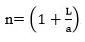 n= (1 + L/a)